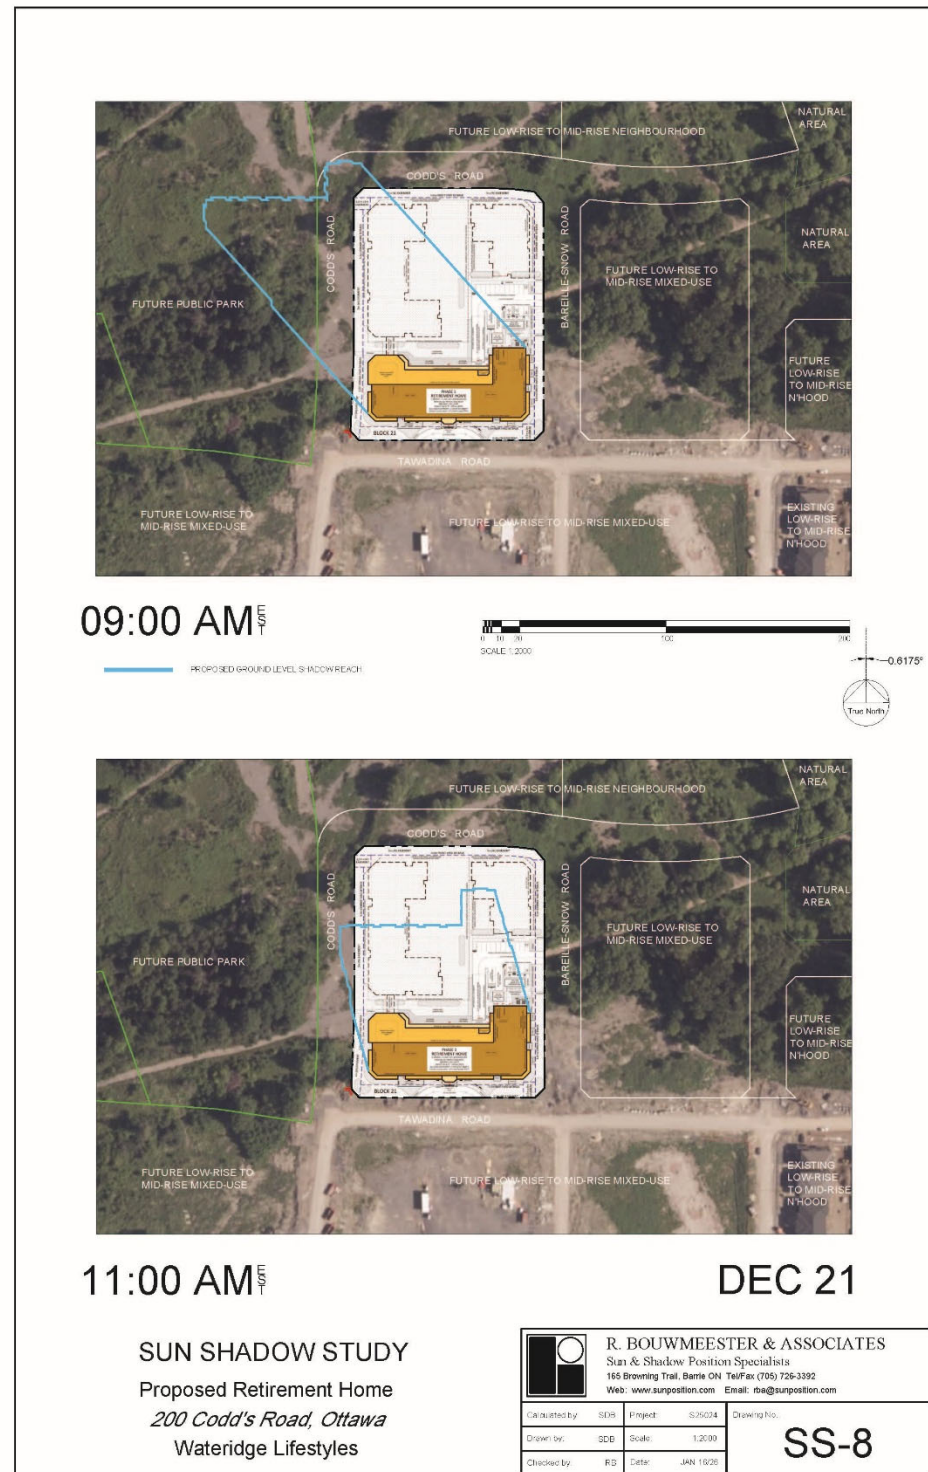 FUTURE LOW-RISE TO MID-RISE NEIGHBOURHOOD
NATURAL
AREA
CODD'S ROAD
CODD'S ROAD
BAREILLE-SNOW ROAD
NATURAL
AREA
FUTURE LOW-RISE TO
MID-RISE MIXED-USE
FUTURE PUBLIC PARK
FUTURE
LOW-RISE
TO MID-RISE
N'HOOD
PHASE 1
RETIREMENT HOME
BLOCK 21
TAWADINA ROAD
FUTURE LOW-RISE TO
MID-RISE MIXED-USE
FUTURE LOW-RISE TO MID-RISE MIXED-USE
EXISTING
LOW-RISE
TO MID-RISE
N'HOOD
09:00 AM EST
0 10 20 100 200
SCALE 1:2000
PROPOSED GROUND LEVEL SHADOW REACH
0.6175°
True North
FUTURE LOW-RISE TO MID-RISE NEIGHBOURHOOD
NATURAL
AREA
CODD'S ROAD
CODD'S ROAD
BAREILLE-SNOW ROAD
NATURAL
AREA
FUTURE LOW-RISE TO
MID-RISE MIXED-USE
FUTURE PUBLIC PARK
FUTURE
LOW-RISE
TO MID-RISE
N'HOOD
PHASE 1
RETIREMENT HOME
BLOCK 21
TAWADINA ROAD
FUTURE LOW-RISE TO
MID-RISE MIXED-USE
FUTURE LOW-RISE TO MID-RISE MIXED-USE
EXISTING
LOW-RISE
TO MID-RISE
N'HOOD
11:00 AM EST
DEC 21
SUN SHADOW STUDY
Proposed Retirement Home
200 Codd's Road, Ottawa
Wateridge Lifestyles
R. BOUWMEESTER & ASSOCIATES
Sun & Shadow Position Specialists
165 Browning Trail, Barrie ON Tel/Fax (705) 726-3392
Web: www.sunposition.com Email: rba@sunposition.com
Calculated by: SDB Project: S25024 Drawing No.:
Drawn by: SDB Scale: 1:2000
SS-8
Checked by: RB Date: JAN 16/26